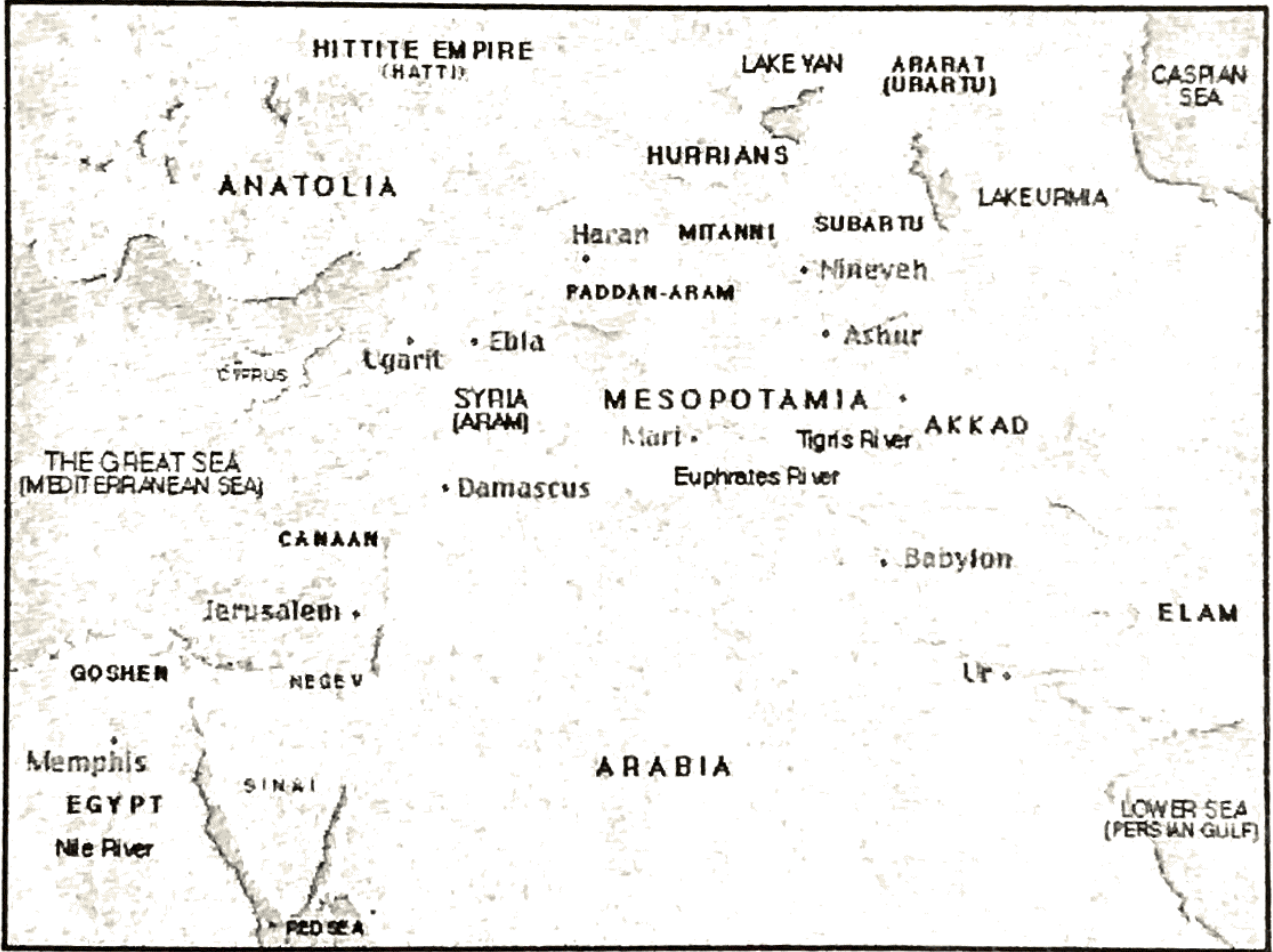 HITTITE EMPIRE
(HATTI)
LAKE VAN
ARARAT
(URARTU)
CASPIAN
SEA
HURRIANS
ANATOLIA
LAKE URMIA
Haran
MITANNI
SUBARTU
Nineveh
PADDAN-ARAM
Ashur
Ugarit
Ebla
CYPRUS
SYRIA
(ARAM)
MESOPOTAMIA
Mari
Tigris River
AKKAD
THE GREAT SEA
(MEDITERRANEAN SEA)
Euphrates River
Damascus
CANAAN
Babylon
Jerusalem
ELAM
GOSHEN
NEGEV
Ur
Memphis
SINAI
ARABIA
EGYPT
LOWER SEA
(PERSIAN GULF)
Nile River
RED SEA